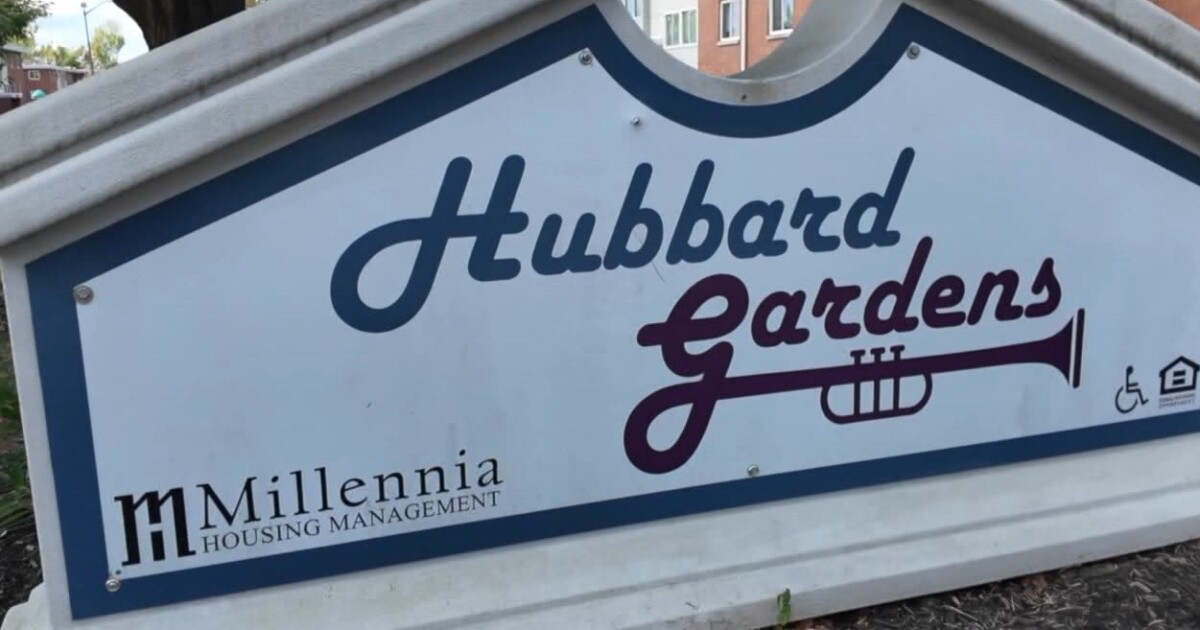 Hubbard
Gardens
Millennia
HOUSING MANAGEMENT